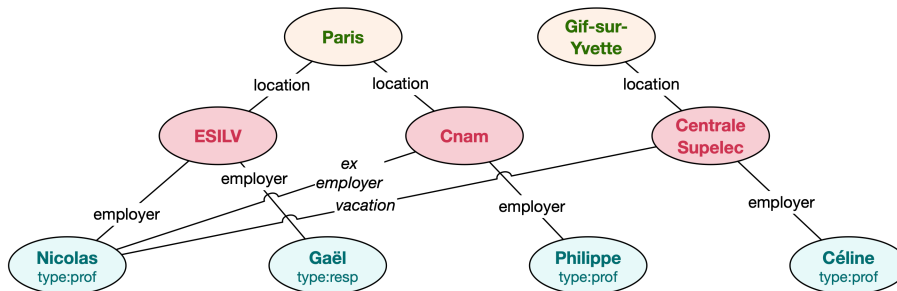 Paris
Gif-sur-
Yvette
location
location
location
ESILV
Cnam
Centrale
Supelec
ex
employer
employer
vacation
employer
employer
employer
Nicolas
type:prof
Gaël
type:resp
Philippe
type:prof
Céline
type:prof